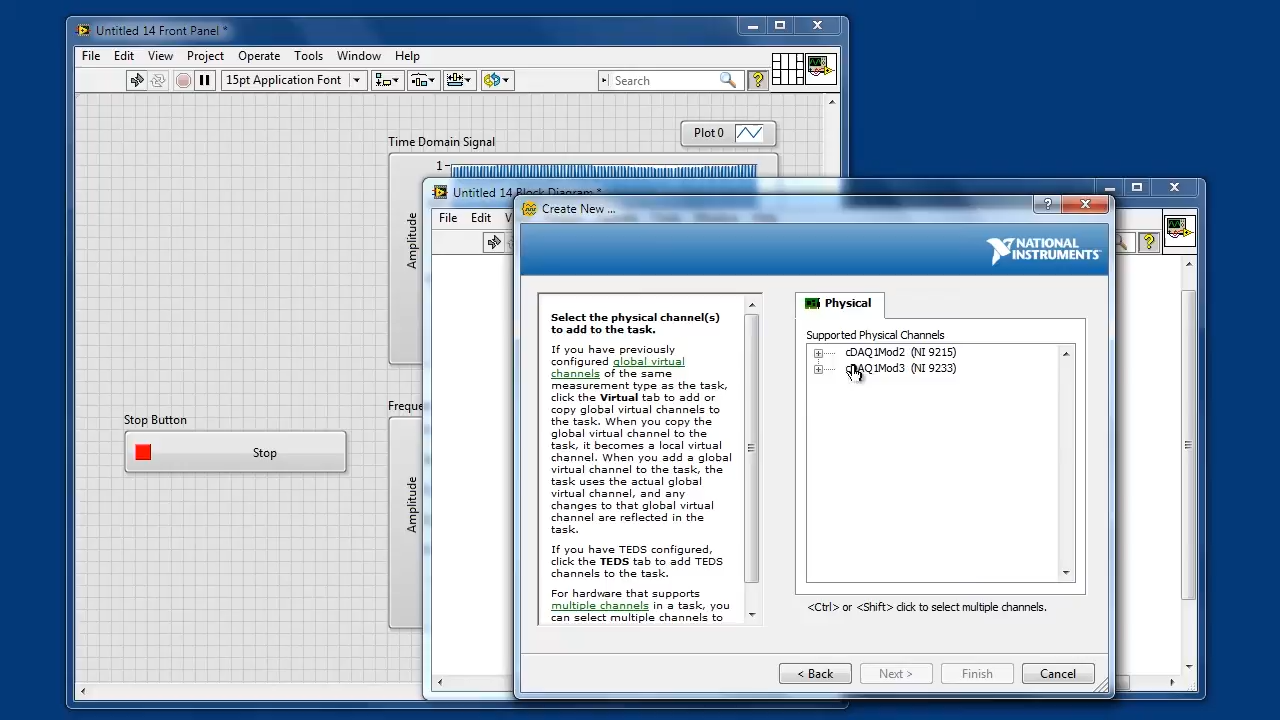 Untitled 14 Front Panel *
File Edit View Project Operate Tools Window Help
15pt Application Font
Search
Plot 0
Time Domain Signal
1
Amplitude
Stop Button
Stop
Amplitude
Untitled 14 Block Diagram *
File Edit
Create New ...
NATIONAL
INSTRUMENTS
Select the physical channel(s)
to add to the task.
If you have previously
configured global virtual
channels of the same
measurement type as the task,
click the Virtual tab to add or
copy global virtual channels to
the task. When you copy the
global virtual channel to the
task, it becomes a local virtual
channel. When you add a global
virtual channel to the task, the
task uses the actual global
virtual channel, and any
changes to that global virtual
channel are reflected in the
task.
If you have TEDS configured,
click the TEDS tab to add TEDS
channels to the task.
For hardware that supports
multiple channels in a task, you
can select multiple channels to
Physical
Supported Physical Channels
cDAQ1Mod2 (NI 9215)
cDAQ1Mod3 (NI 9233)
<Ctrl> or <Shift> click to select multiple channels.
< Back
Next >
Finish
Cancel